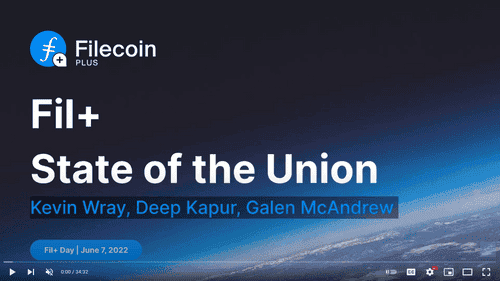 Filecoin
PLUS
Fil+
State of the Union
Kevin Wray, Deep Kapur, Galen McAndrew
Fil+ Day | June 7, 2022
0:00 / 24:32